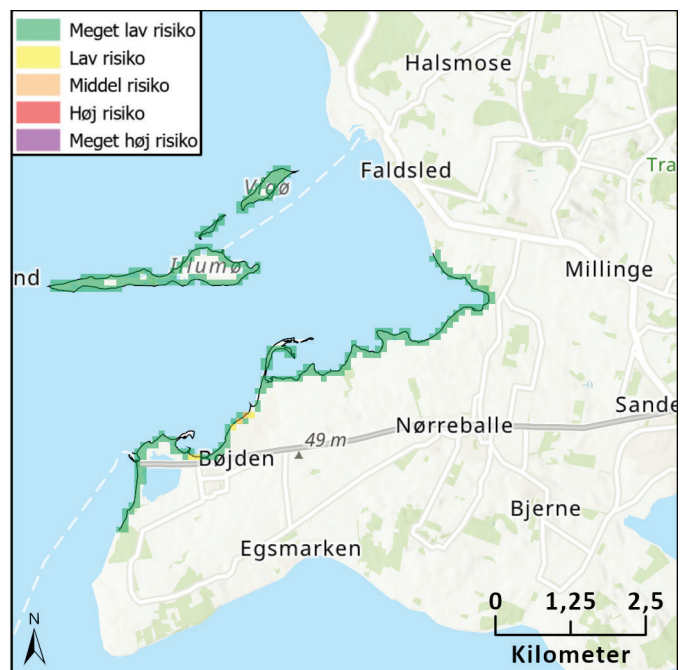 Meget lav risiko
Lav risiko
Middel risiko
Høj risiko
Meget høj risiko
Halsmose
Faldsled
Tra
Vigø
Illumø
nd
Millinge
Sande
Nørreballe
49 m
Bøjden
Bjerne
Egsmarken
N
0 1,25 2,5
Kilometer